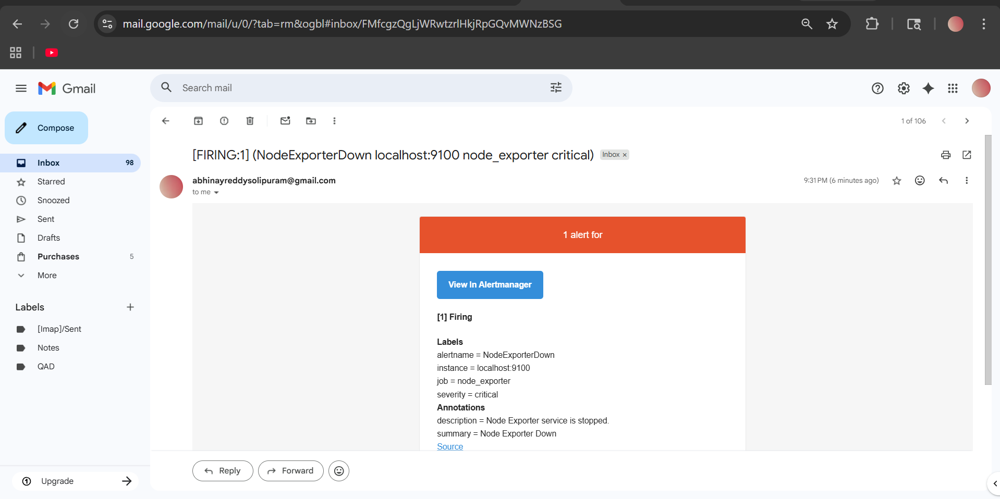 mail.google.com/mail/u/0/?tab=rm&ogbl#inbox/FMfcgzQgLjWRwtzrlHkjRpGQvMWNzBSG
Gmail
Search mail
Compose
1 of 106
Inbox 98
Starred
Snoozed
Sent
Drafts
Purchases 5
More
Labels
[Imap]/Sent
Notes
QAD
Upgrade
[FIRING:1] (NodeExporterDown localhost:9100 node_exporter critical) Inbox ×
abhinayreddysolipuram@gmail.com
9:31 PM (6 minutes ago)
to me
1 alert for
View In Alertmanager
[1] Firing
Labels
alertname = NodeExporterDown
instance = localhost:9100
job = node_exporter
severity = critical
Annotations
description = Node Exporter service is stopped.
summary = Node Exporter Down
Source
Reply
Forward